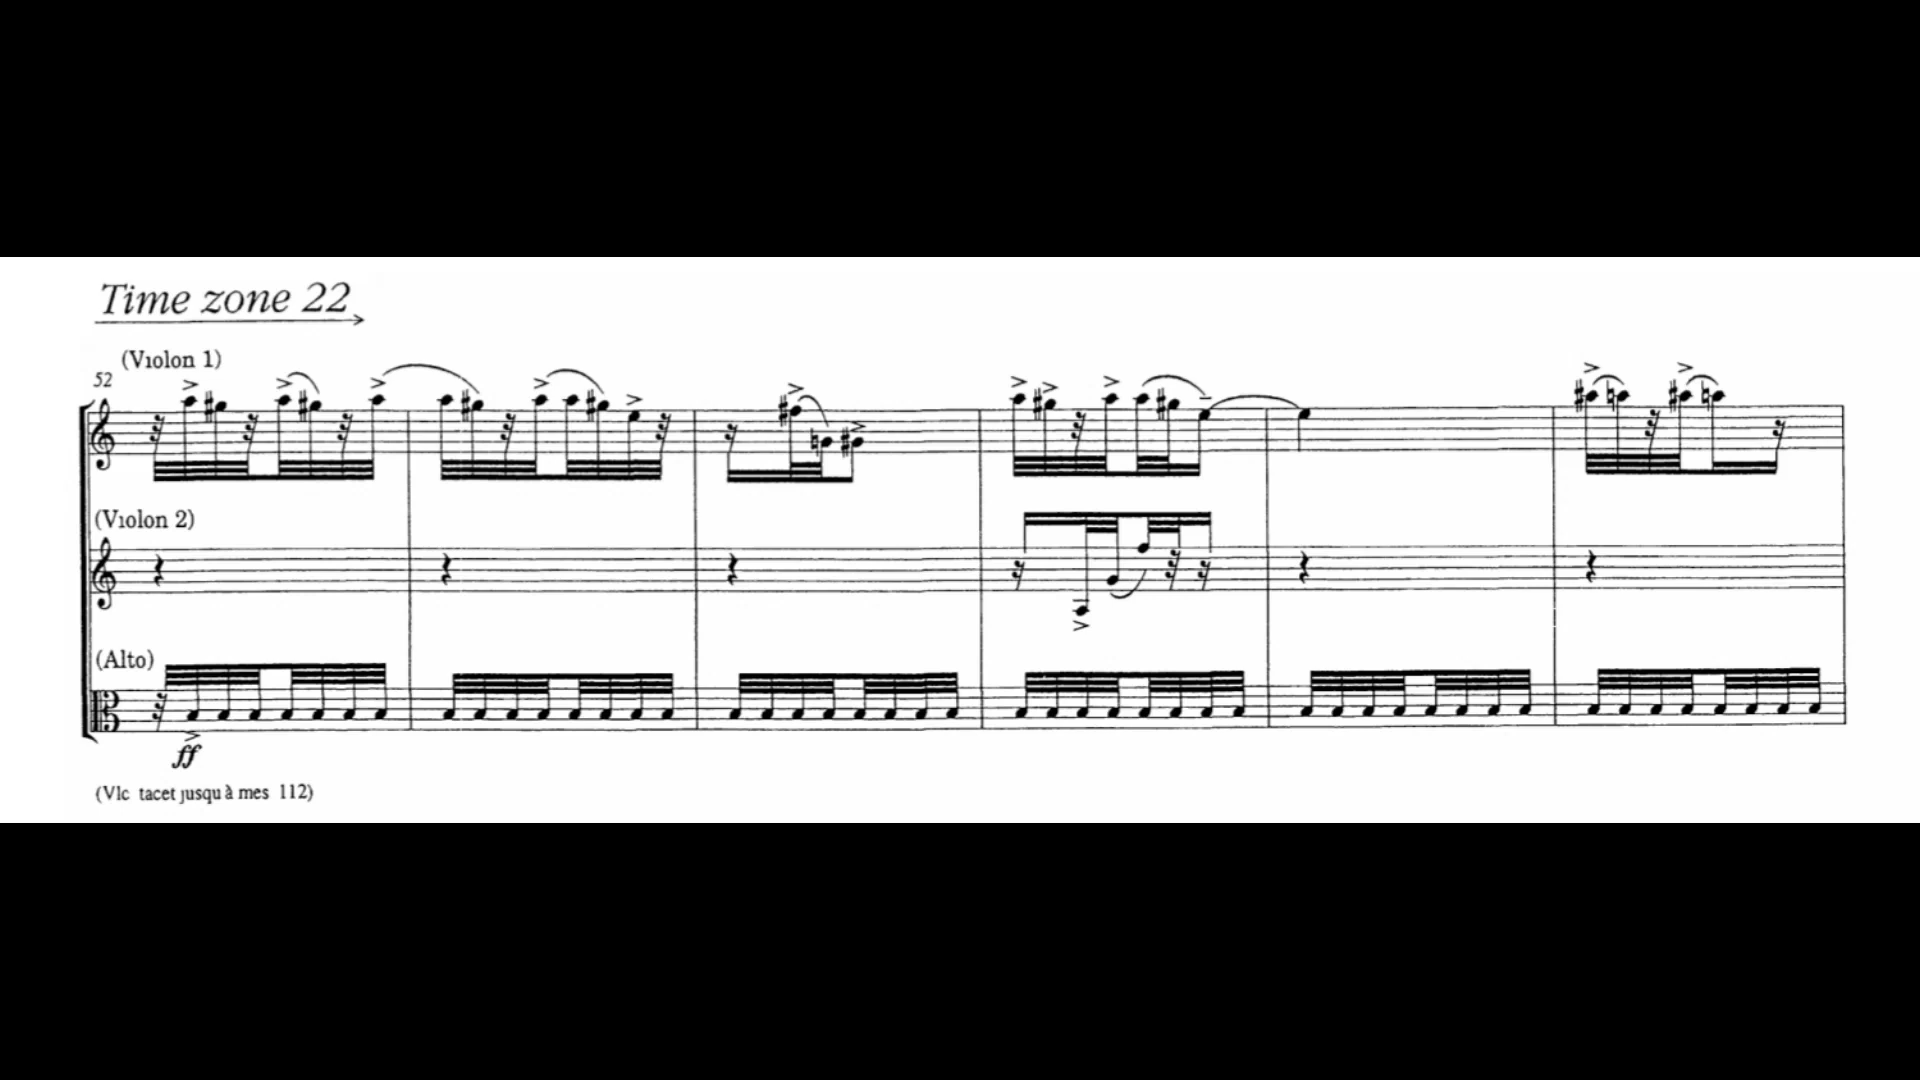 Time zone 22
(Violon 1)
52
(Violon 2)
(Alto)
ff
(Vlc tacet jusqu à mes 112)